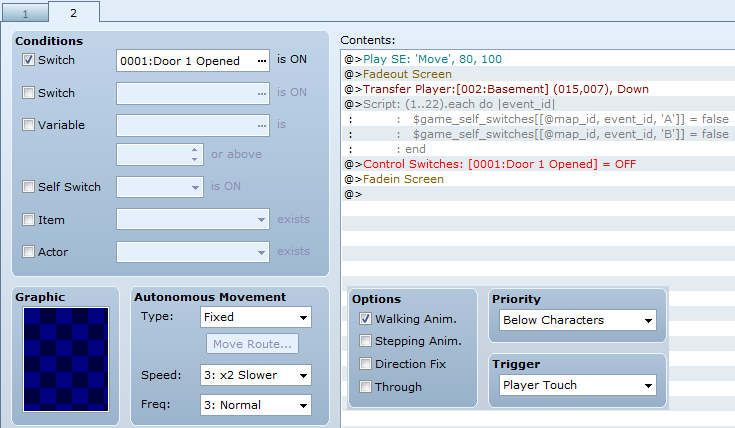 1
2
Conditions
Switch
0001:Door 1 Opened
...
is ON
Switch
...
is ON
Variable
...
is
or above
Self Switch
is ON
Item
exists
Actor
exists
Graphic
Autonomous Movement
Type:
Fixed
Move Route...
Speed:
3: x2 Slower
Freq:
3: Normal
Contents:
@>Play SE: 'Move', 80, 100
@>Fadeout Screen
@>Transfer Player:[002:Basement] (015,007), Down
@>Script: (1..22).each do |event_id|
: : $game_self_switches[[@map_id, event_id, 'A']] = false
: : $game_self_switches[[@map_id, event_id, 'B']] = false
: : end
@>Control Switches: [0001:Door 1 Opened] = OFF
@>Fadein Screen
@>
Options
Walking Anim.
Stepping Anim.
Direction Fix
Through
Priority
Below Characters
Trigger
Player Touch